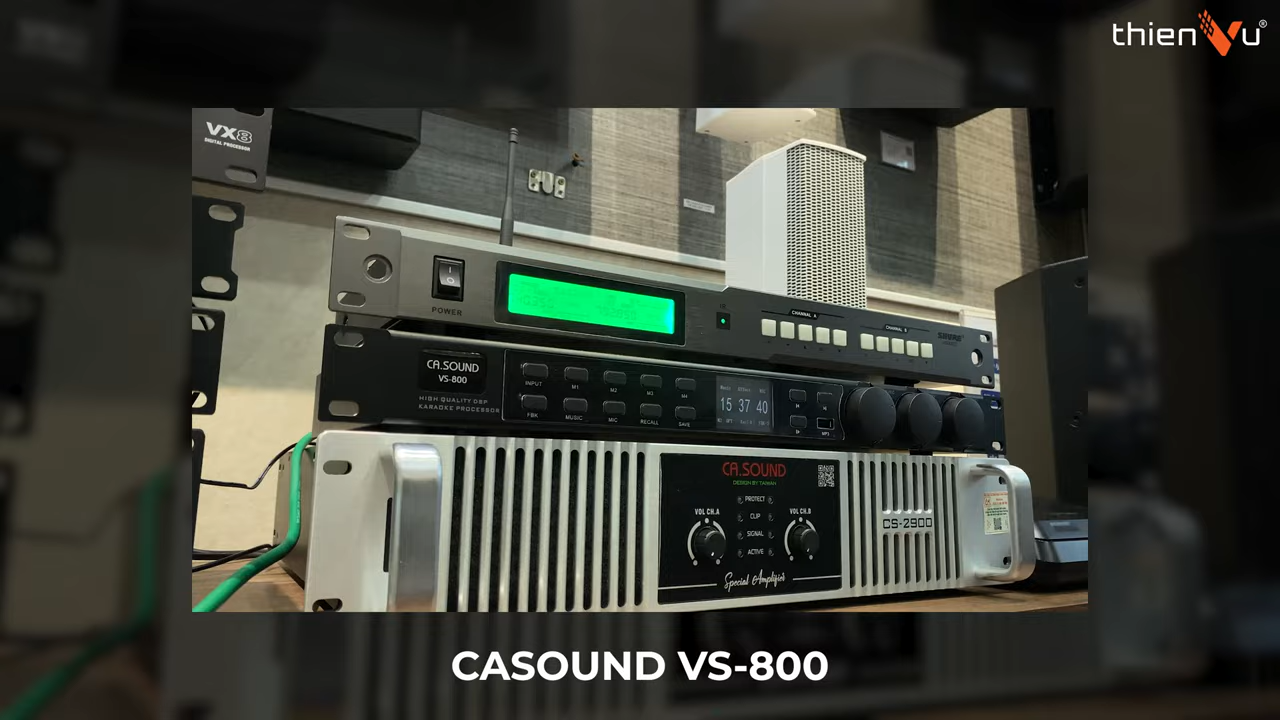 thienVu®
VX8
DIGITAL PROCESSOR
POWER
CHANNEL A
CHANNEL B
CA.SOUND
VS-800
HIGH QUALITY DSP
KARAOKE PROCESSOR
INPUT M1 M2 M3 M4
FBK MUSIC MIC RECALL SAVE
15 37 40
MP3
CA.SOUND
DESIGN BY TAIWAN
PROTECT
VOL CH.A CLIP VOL CH.B
SIGNAL
ACTIVE
Special Amplifier
CS-2900
CASOUND VS-800